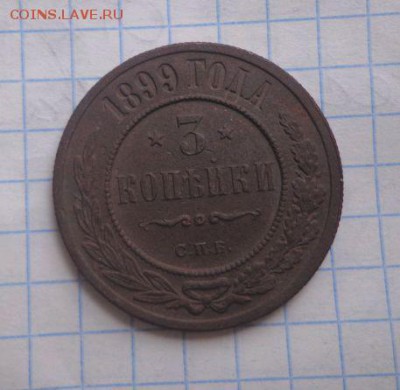 COINS.LAVE.RU
1899 ГОДА
3
КОПѢЙКИ
С.П.Б.